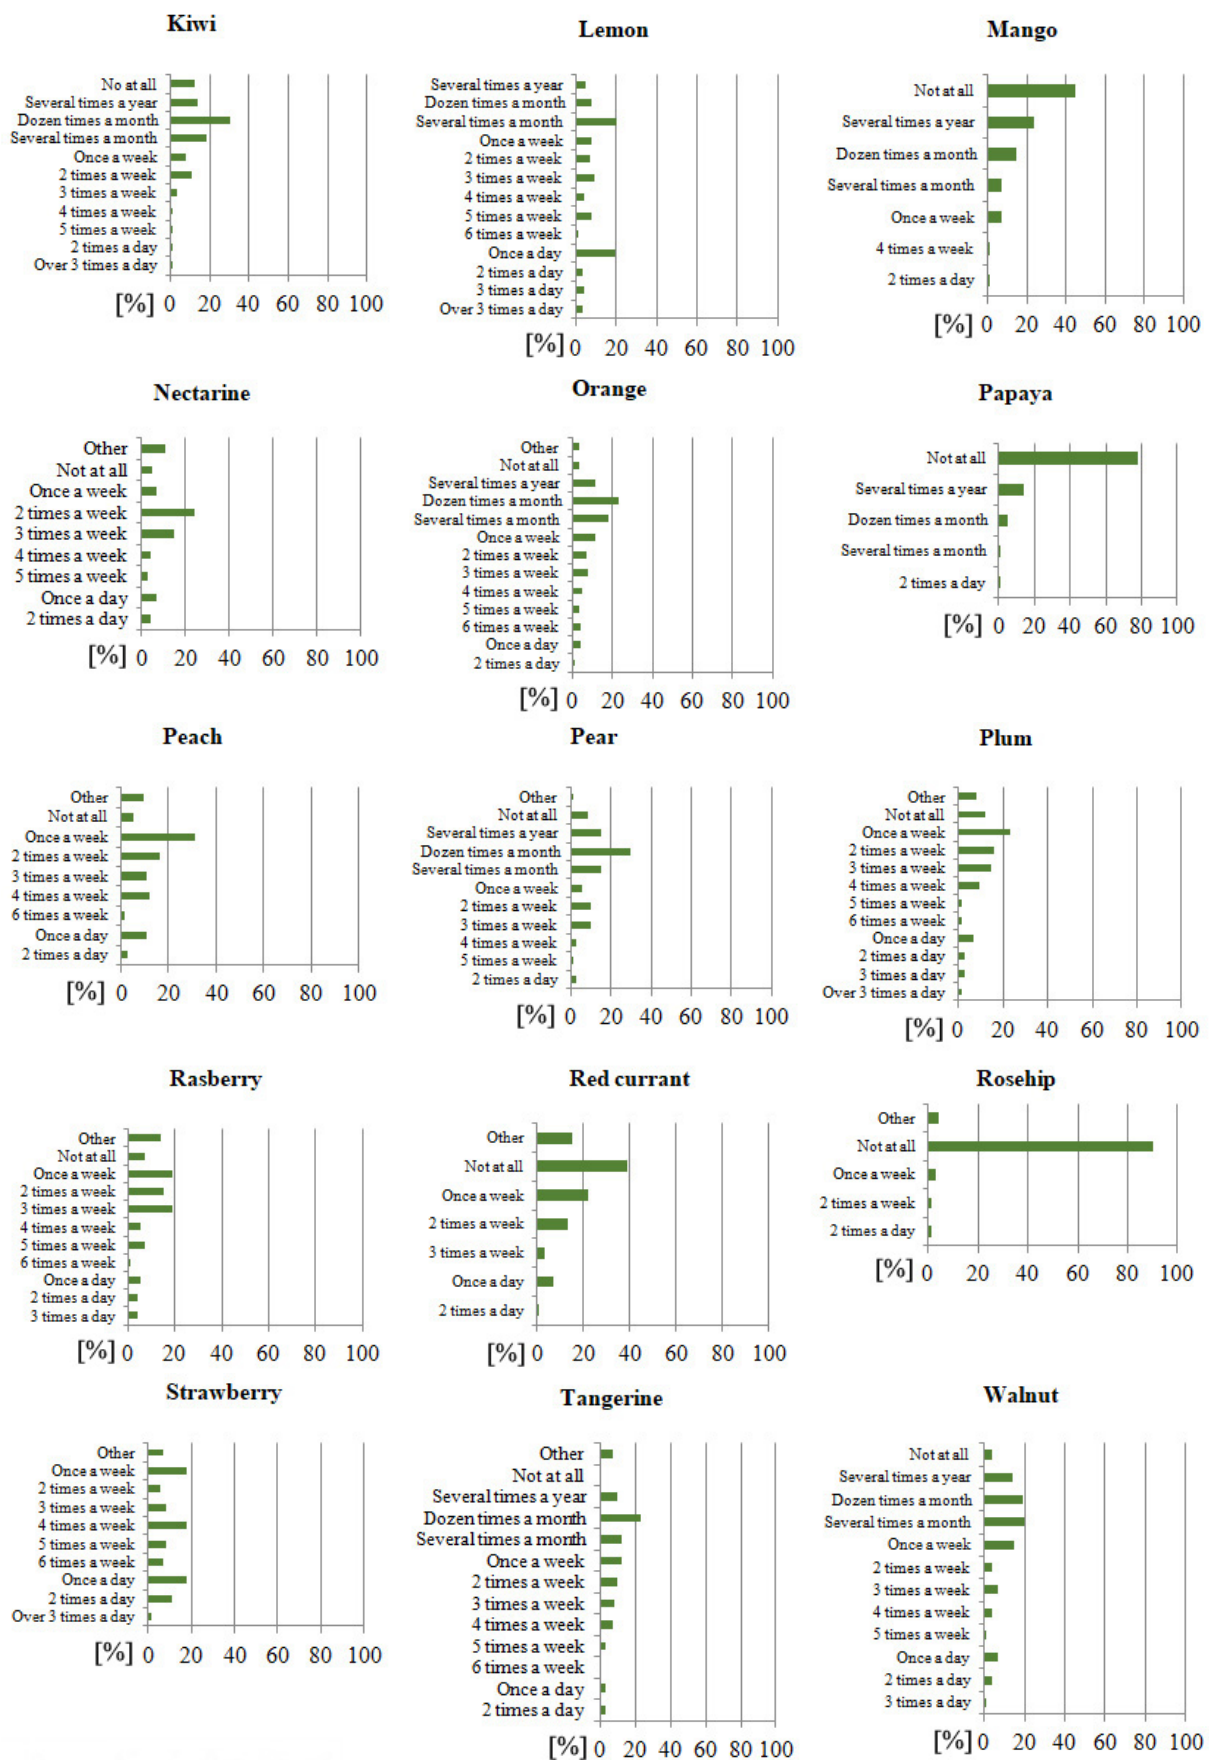 Kiwi
No at all
Several times a year
Dozen times a month
Several times a month
Once a week
2 times a week
3 times a week
4 times a week
5 times a week
2 times a day
Over 3 times a day
[%] 0 20 40 60 80 100
Lemon
Several times a year
Dozen times a month
Several times a month
Once a week
2 times a week
3 times a week
4 times a week
5 times a week
6 times a week
Once a day
2 times a day
3 times a day
Over 3 times a day
[%] 0 20 40 60 80 100
Mango
Not at all
Several times a year
Dozen times a month
Several times a month
Once a week
4 times a week
2 times a day
[%] 0 20 40 60 80 100
Nectarine
Other
Not at all
Once a week
2 times a week
3 times a week
4 times a week
5 times a week
Once a day
2 times a day
[%] 0 20 40 60 80 100
Orange
Other
Not at all
Several times a year
Dozen times a month
Several times a month
Once a week
2 times a week
3 times a week
4 times a week
5 times a week
6 times a week
Once a day
2 times a day
[%] 0 20 40 60 80 100
Papaya
Not at all
Several times a year
Dozen times a month
Several times a month
2 times a day
[%] 0 20 40 60 80 100
Peach
Other
Not at all
Once a week
2 times a week
3 times a week
4 times a week
6 times a week
Once a day
2 times a day
[%] 0 20 40 60 80 100
Pear
Other
Not at all
Several times a year
Dozen times a month
Several times a month
Once a week
2 times a week
3 times a week
4 times a week
5 times a week
2 times a day
[%] 0 20 40 60 80 100
Plum
Other
Not at all
Once a week
2 times a week
3 times a week
4 times a week
5 times a week
6 times a week
Once a day
2 times a day
3 times a day
Over 3 times a day
[%] 0 20 40 60 80 100
Rasberry
Other
Not at all
Once a week
2 times a week
3 times a week
4 times a week
5 times a week
6 times a week
Once a day
2 times a day
3 times a day
[%] 0 20 40 60 80 100
Red currant
Other
Not at all
Once a week
2 times a week
3 times a week
Once a day
2 times a day
[%] 0 20 40 60 80 100
Rosehip
Other
Not at all
Once a week
2 times a week
2 times a day
[%] 0 20 40 60 80 100
Strawberry
Other
Once a week
2 times a week
3 times a week
4 times a week
5 times a week
6 times a week
Once a day
2 times a day
Over 3 times a day
[%] 0 20 40 60 80 100
Tangerine
Other
Not at all
Several times a year
Dozen times a month
Several times a month
Once a week
2 times a week
3 times a week
4 times a week
5 times a week
6 times a week
Once a day
2 times a day
[%] 0 20 40 60 80 100
Walnut
Not at all
Several times a year
Dozen times a month
Several times a month
Once a week
2 times a week
3 times a week
4 times a week
5 times a week
Once a day
2 times a day
3 times a day
[%] 0 20 40 60 80 100